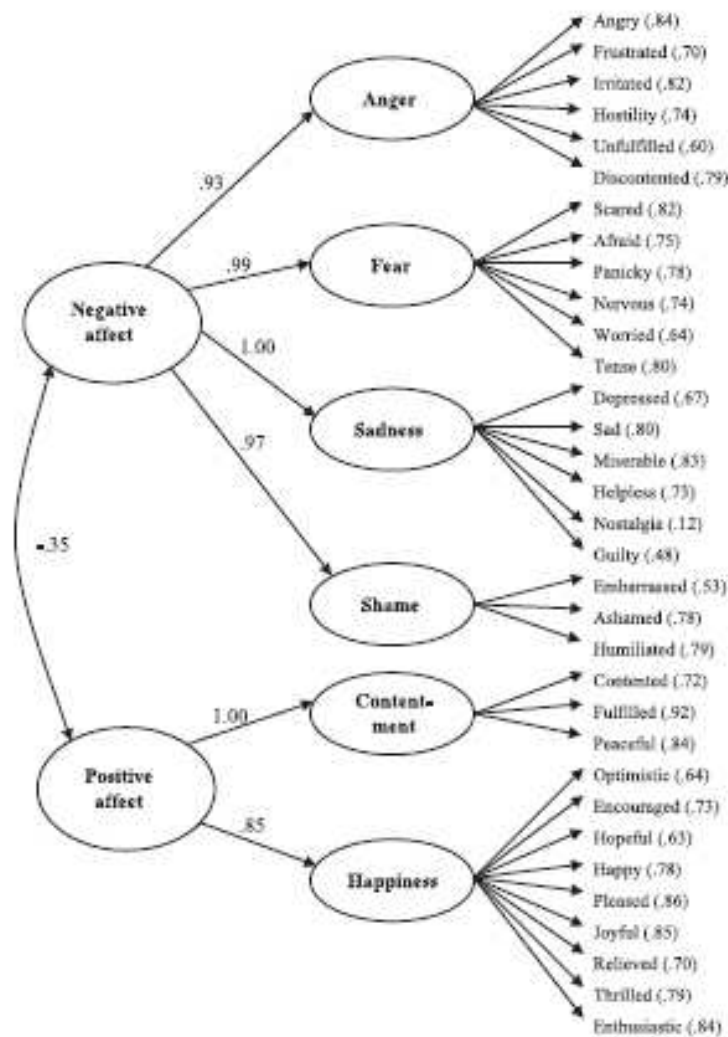 Angry (.84)
Frustrated (.70)
Irritated (.82)
Anger
Hostility (.74)
Unfulfilled (.60)
Discontented (.79)
.93
Scared (.82)
Afraid (.75)
.99
Fear
Panicky (.78)
Nervous (.74)
Negative
affect
Worried (.64)
1.00
Tense (.80)
Depressed (.67)
Sadness
Sad (.80)
.97
Miserable (.83)
Helpless (.73)
Nostalgia (.12)
-.35
Guilty (.48)
Embarrassed (.53)
Shame
Ashamed (.78)
Humiliated (.79)
Contented (.72)
1.00
Content-
ment
Fulfilled (.92)
Peaceful (.84)
Positive
affect
Optimistic (.64)
Encouraged (.73)
.85
Hopeful (.63)
Happiness
Happy (.78)
Pleased (.86)
Joyful (.85)
Relieved (.70)
Thrilled (.79)
Enthusiastic (.84)